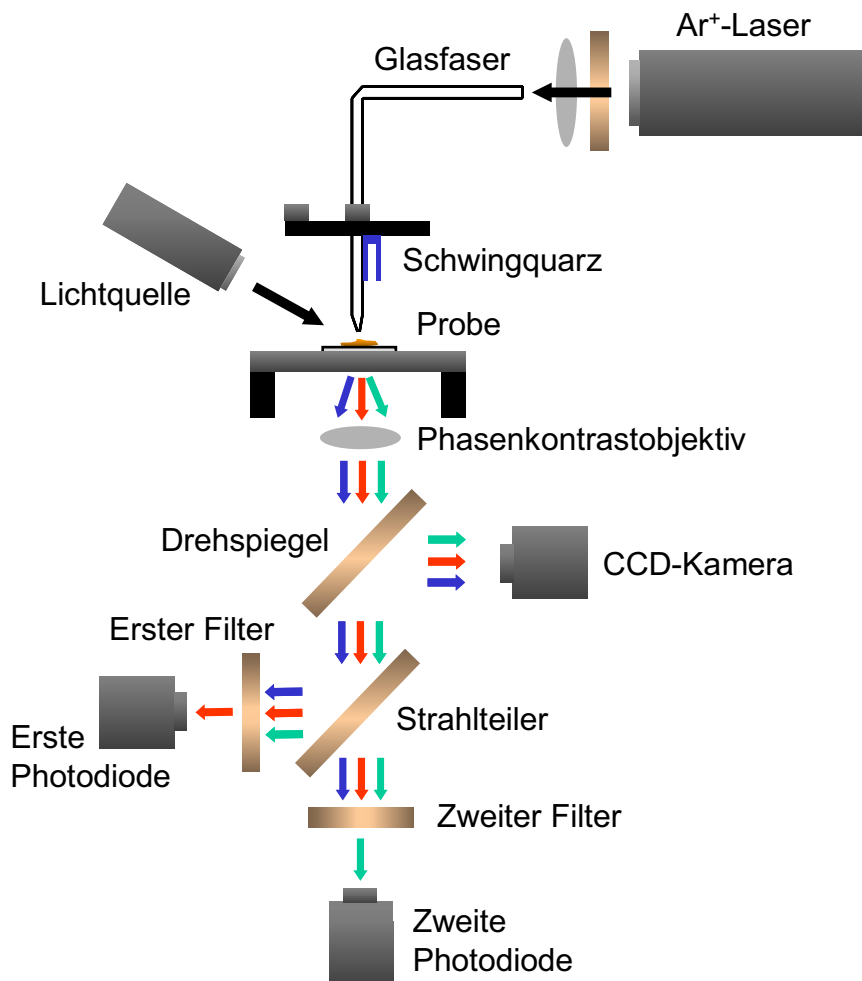 Ar⁺-Laser
Glasfaser
Schwingquarz
Lichtquelle
Probe
Phasenkontrastobjektiv
Drehspiegel
CCD-Kamera
Erster Filter
Strahlteiler
Erste
Photodiode
Zweiter Filter
Zweite
Photodiode